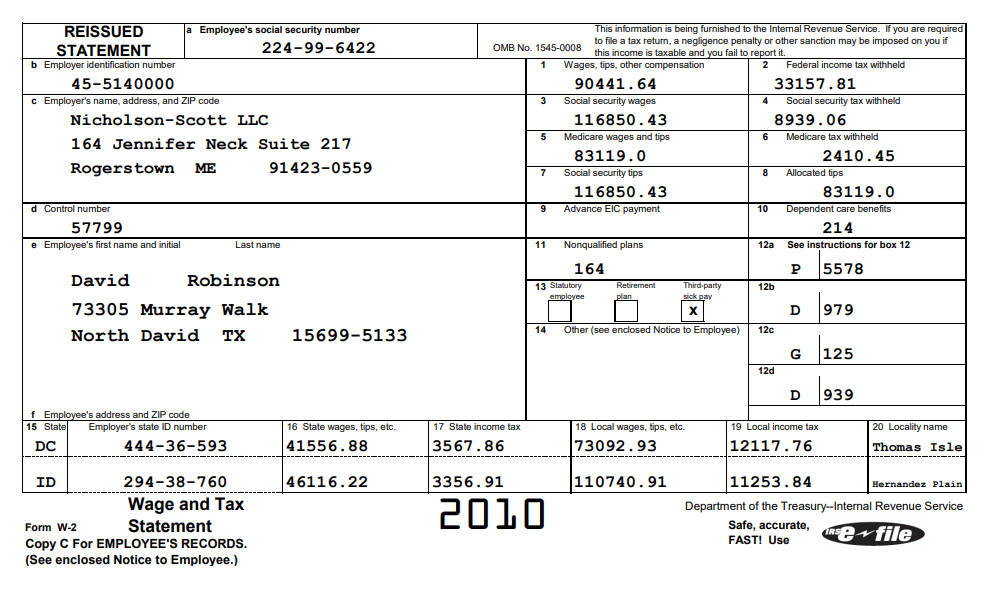 REISSUED STATEMENT
a Employee's social security number
224-99-6422
OMB No. 1545-0008
This information is being furnished to the Internal Revenue Service. If you are required
to file a tax return, a negligence penalty or other sanction may be imposed on you if
this income is taxable and you fail to report it.
b Employer identification number
45-5140000
1 Wages, tips, other compensation
90441.64
2 Federal income tax withheld
33157.81
c Employer's name, address, and ZIP code
Nicholson-Scott LLC
164 Jennifer Neck Suite 217
Rogerstown ME 91423-0559
3 Social security wages
116850.43
4 Social security tax withheld
8939.06
5 Medicare wages and tips
83119.0
6 Medicare tax withheld
2410.45
7 Social security tips
116850.43
8 Allocated tips
83119.0
d Control number
57799
9 Advance EIC payment
10 Dependent care benefits
214
e Employee's first name and initial Last name
David Robinson
73305 Murray Walk
North David TX 15699-5133
f Employee's address and ZIP code
11 Nonqualified plans
164
12a See instructions for box 12
P 5578
13 Statutory employee
Retirement plan
Third-party sick pay
x
12b
D 979
14 Other (see enclosed Notice to Employee)
12c
G 125
12d
D 939
15 State Employer's state ID number 16 State wages, tips, etc. 17 State income tax 18 Local wages, tips, etc. 19 Local income tax 20 Locality name
DC 444-36-593 41556.88 3567.86 73092.93 12117.76 Thomas Isle
ID 294-38-760 46116.22 3356.91 110740.91 11253.84 Hernandez Plain
Form W-2
Wage and Tax
Statement
2010
Department of the Treasury--Internal Revenue Service
Copy C For EMPLOYEE'S RECORDS.
(See enclosed Notice to Employee.)
Safe, accurate,
FAST! Use
IRS e file